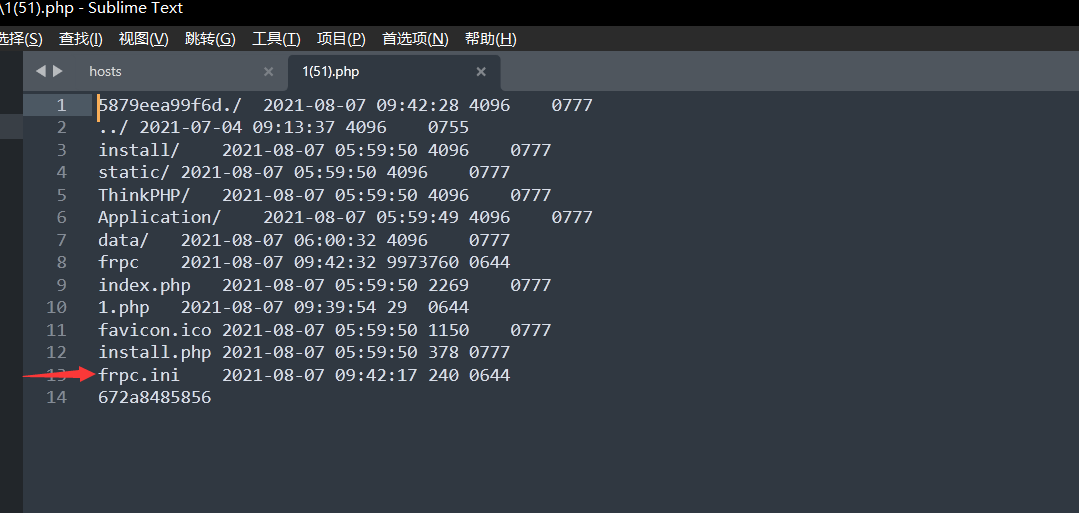 \1(51).php - Sublime Text
选择(S) 查找(I) 视图(V) 跳转(G) 工具(T) 项目(P) 首选项(N) 帮助(H)
hosts × 1(51).php ×
1 5879eea99f6d./ 2021-08-07 09:42:28 4096 0777
2 ../ 2021-07-04 09:13:37 4096 0755
3 install/ 2021-08-07 05:59:50 4096 0777
4 static/ 2021-08-07 05:59:50 4096 0777
5 ThinkPHP/ 2021-08-07 05:59:50 4096 0777
6 Application/ 2021-08-07 05:59:49 4096 0777
7 data/ 2021-08-07 06:00:32 4096 0777
8 frpc 2021-08-07 09:42:32 9973760 0644
9 index.php 2021-08-07 05:59:50 2269 0777
10 1.php 2021-08-07 09:39:54 29 0644
11 favicon.ico 2021-08-07 05:59:50 1150 0777
12 install.php 2021-08-07 05:59:50 378 0777
13 frpc.ini 2021-08-07 09:42:17 240 0644
14 672a8485856